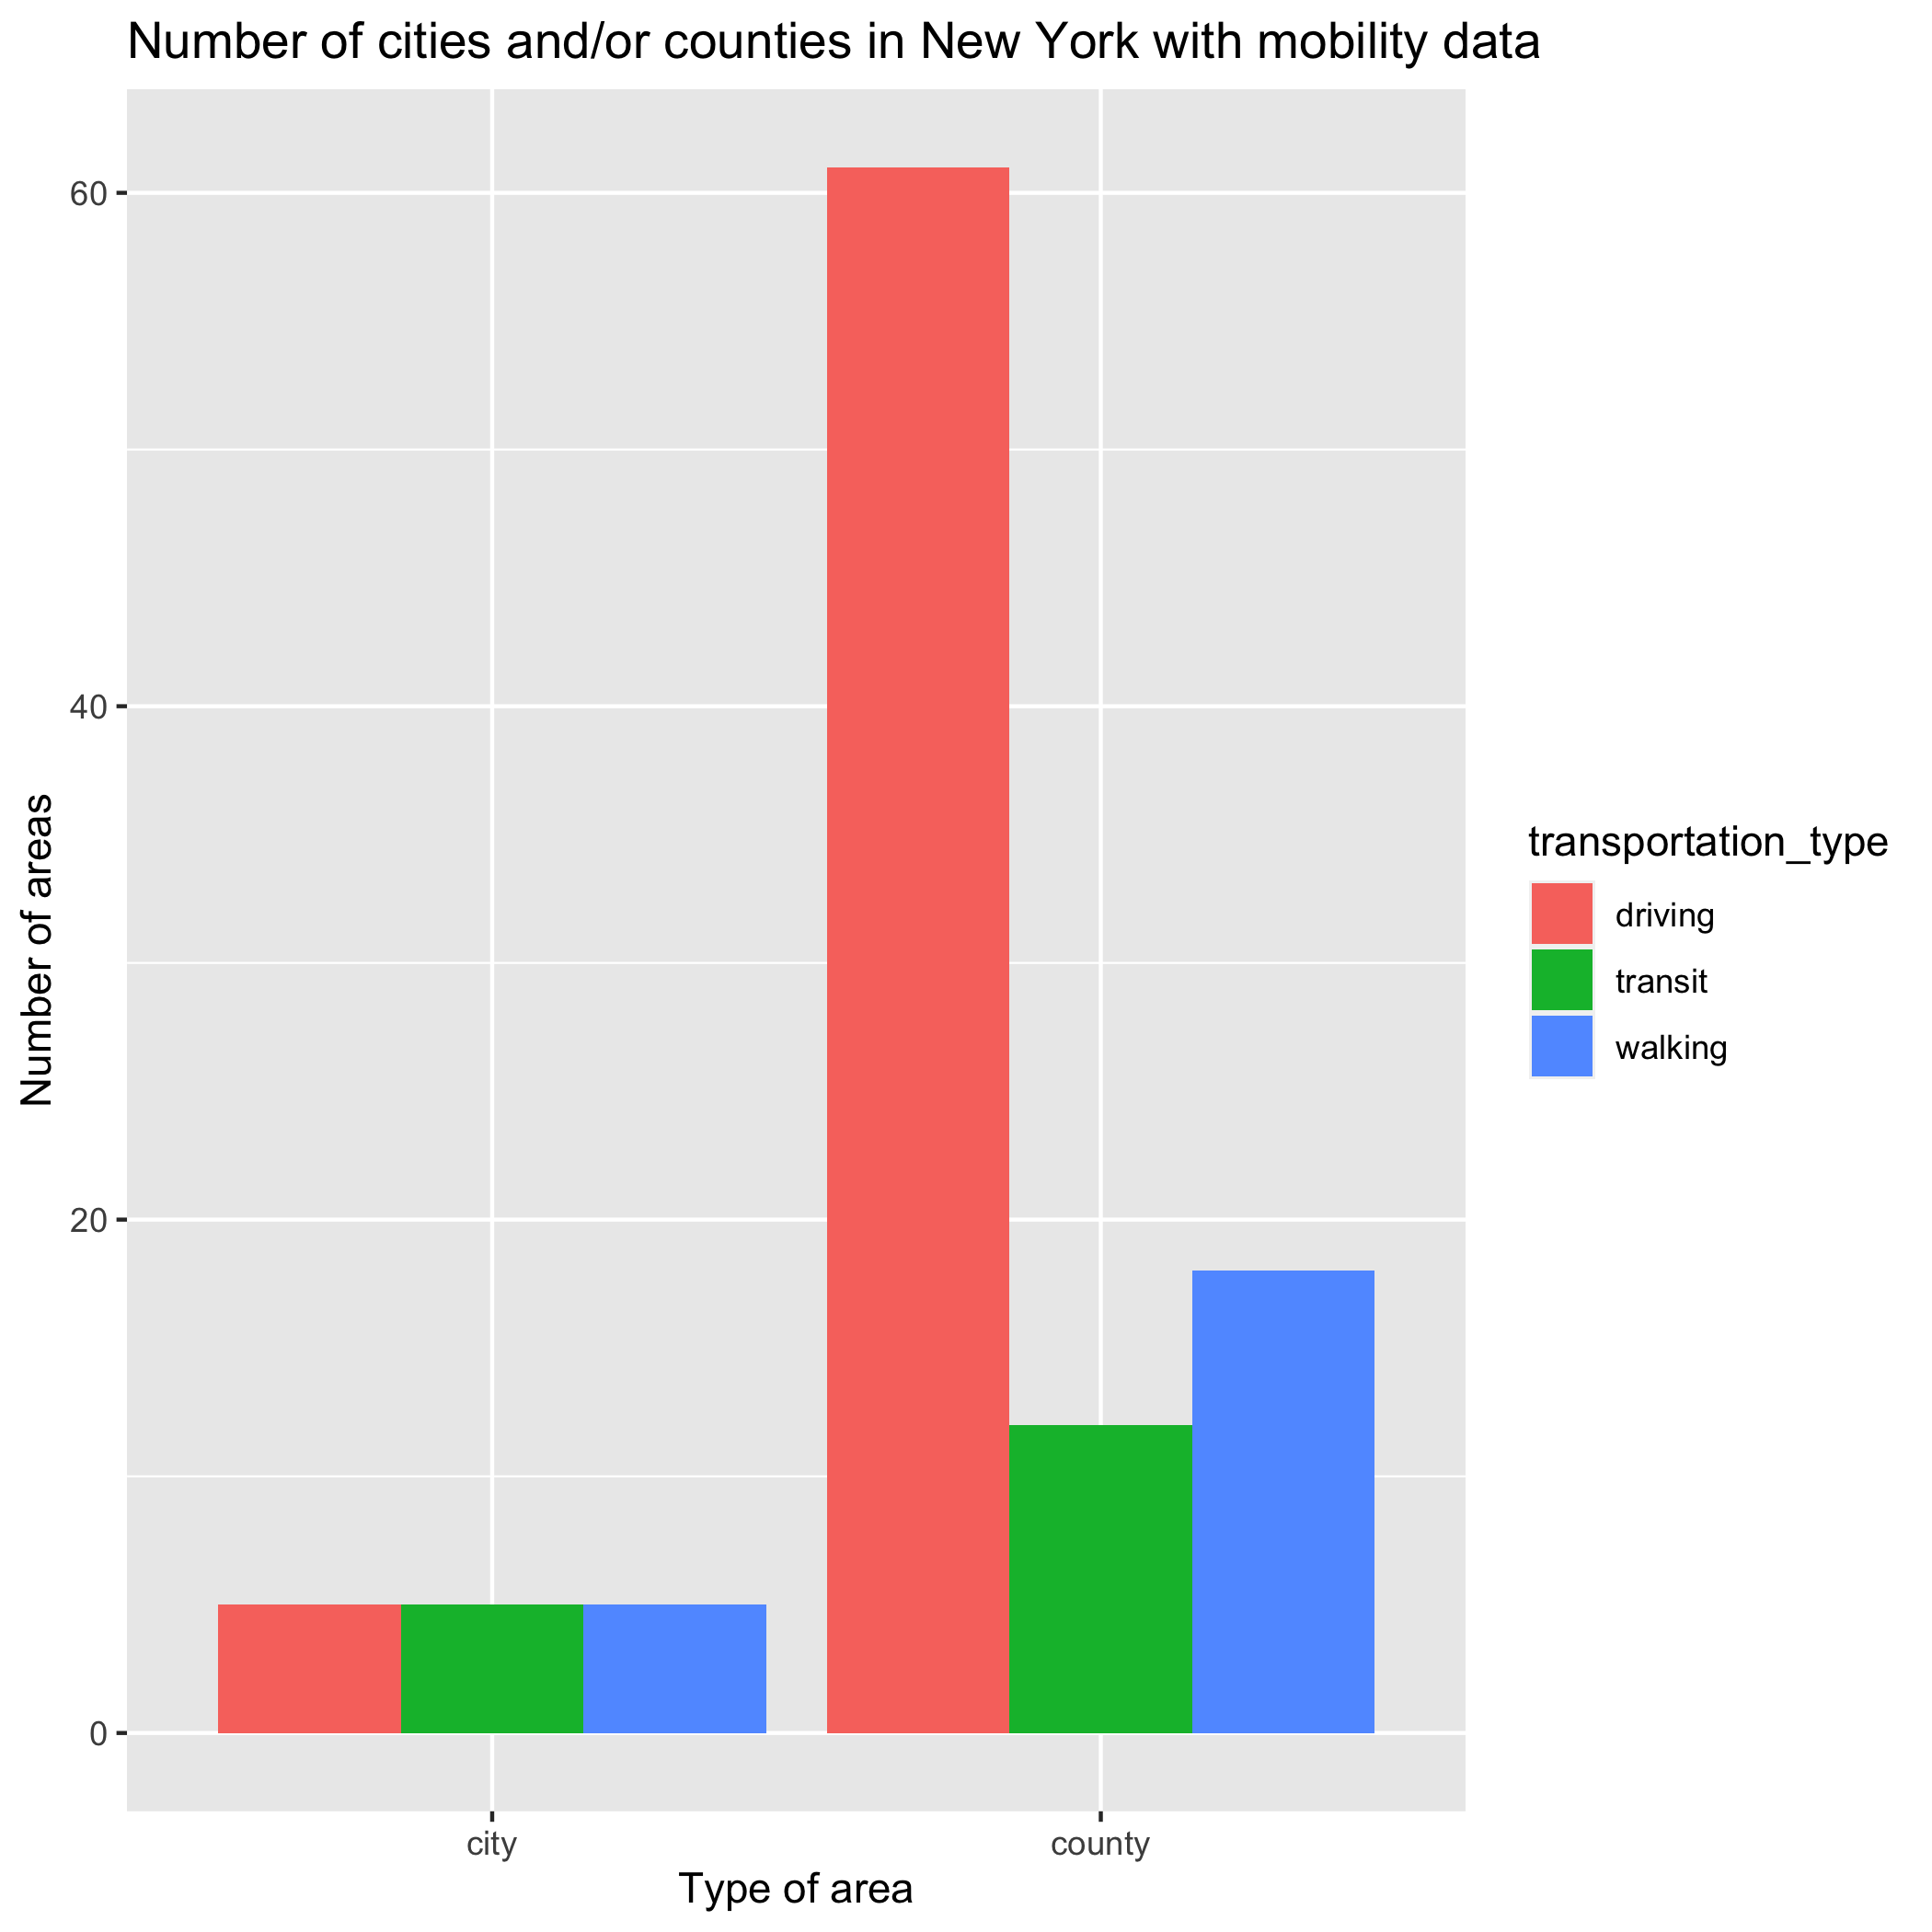 Number of cities and/or counties in New York with mobility data
60
40
20
0
Number of areas
city
county
Type of area
transportation_type
driving
transit
walking